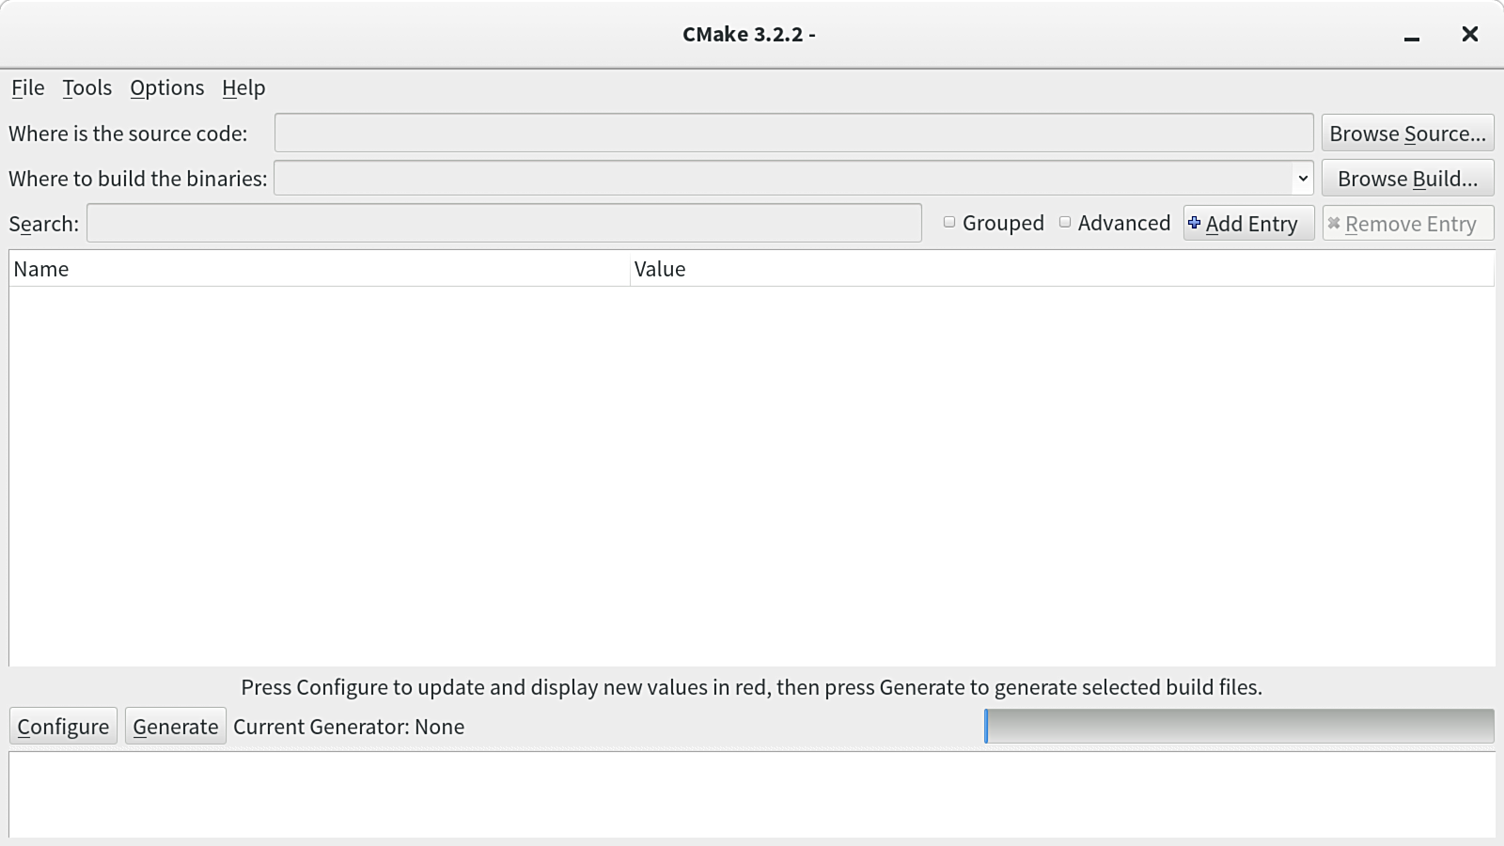 CMake 3.2.2 -
File Tools Options Help
Where is the source code: Browse Source...
Where to build the binaries: Browse Build...
Search: Grouped Advanced Add Entry Remove Entry
Name Value
Press Configure to update and display new values in red, then press Generate to generate selected build files.
Configure Generate Current Generator: None